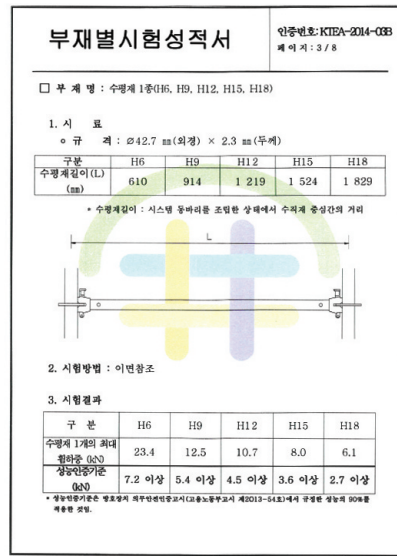 부재별시험성적서
인증번호:KTEA-2014-03B
페 이 지 : 3 / 8
□ 부 재 명 : 수평재 1종(H6, H9, H12, H15, H18)
1. 시 료
○ 규 격 : Ø42.7 ㎜(외경) × 2.3 ㎜(두께)
구분 H6 H9 H12 H15 H18
수평재길이(L) (㎜) 610 914 1 219 1 524 1 829
* 수평재길이 : 시스템 동바리를 조립한 상태에서 수직재 중심간의 거리
L
2. 시험방법 : 이면참조
3. 시험결과
구 분 H6 H9 H12 H15 H18
수평재 1개의 최대 휨하중 (kN) 23.4 12.5 10.7 8.0 6.1
성능인증기준 (kN) 7.2 이상 5.4 이상 4.5 이상 3.6 이상 2.7 이상
* 성능인증기준은 방호장치 의무안전인증고시(고용노동부고시 제2013-54호)에서 규정한 성능의 90%를
적용한 것임.